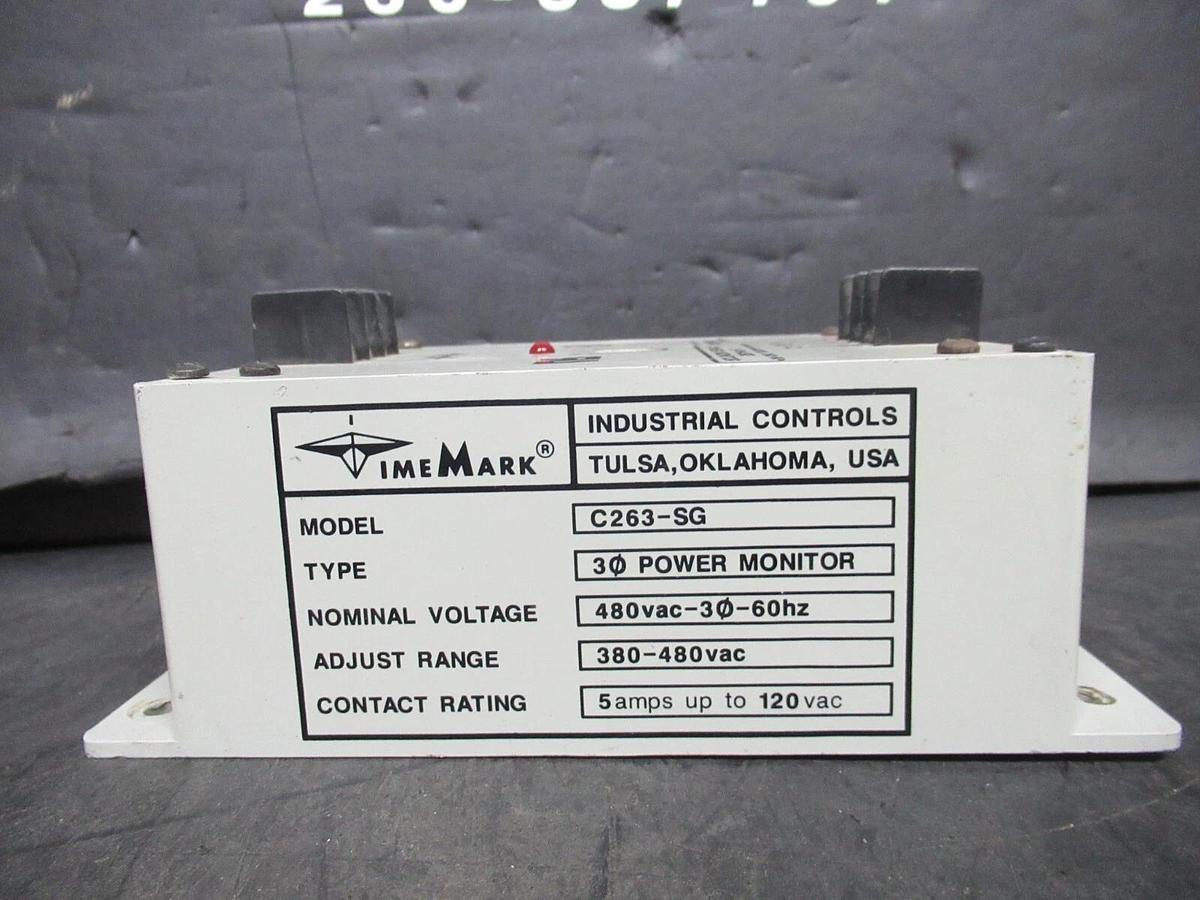 TIMEMARK®
INDUSTRIAL CONTROLS
TULSA, OKLAHOMA, USA
MODEL C263-SG
TYPE 3Ø POWER MONITOR
NOMINAL VOLTAGE 480vac-3Ø-60hz
ADJUST RANGE 380-480vac
CONTACT RATING 5amps up to 120vac